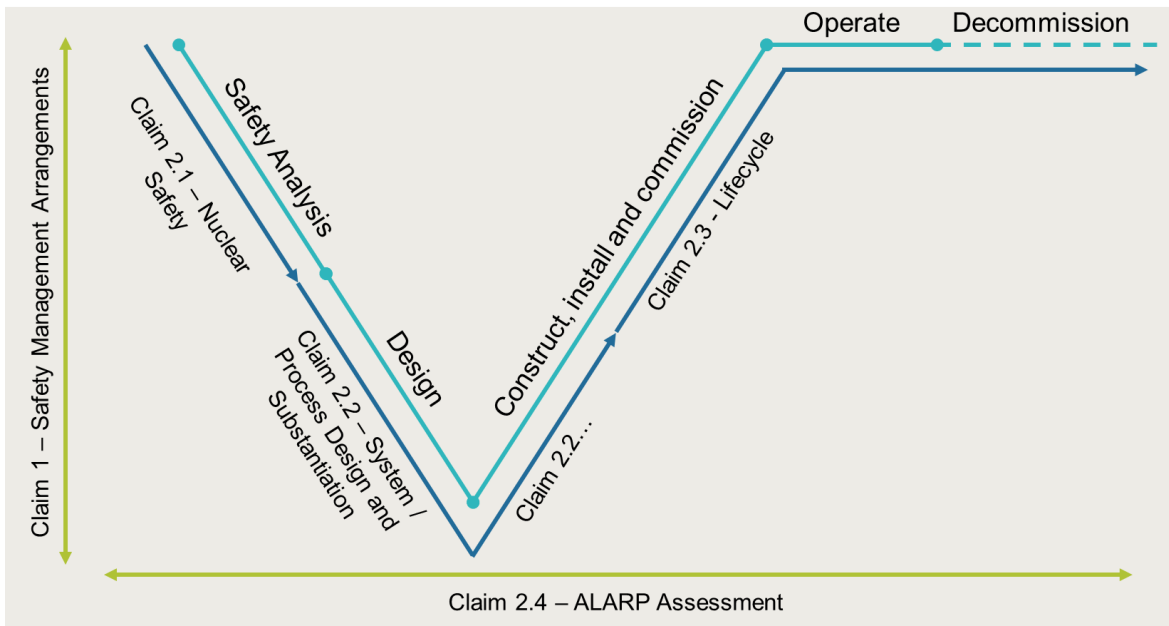 Operate
Decommission
Claim 1 – Safety Management Arrangements
Safety Analysis
Claim 2.1 – Nuclear
Safety
Design
Claim 2.2 – System /
Process Design and
Substantiation
Construct, install and commission
Claim 2.2...
Claim 2.3 - Lifecycle
Claim 2.4 – ALARP Assessment